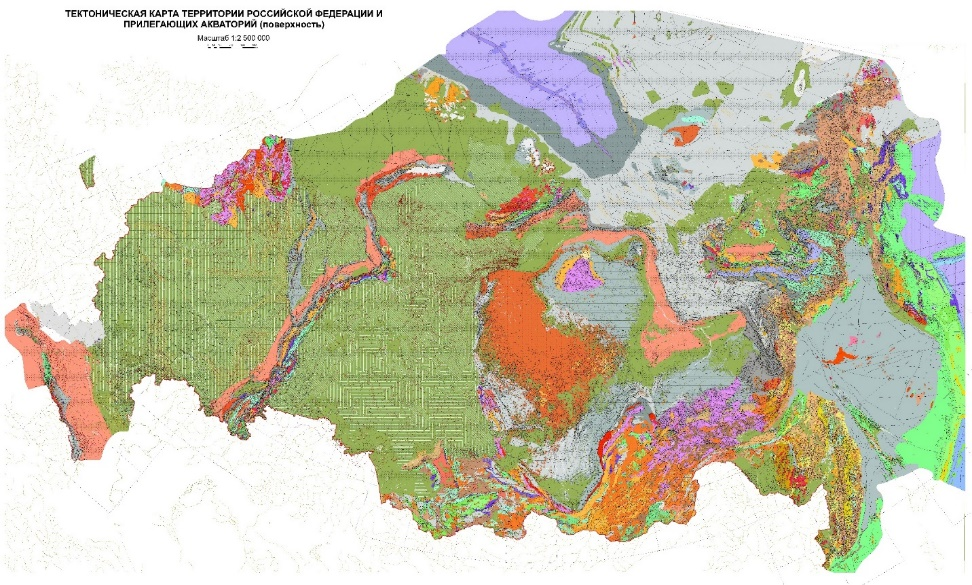 ТЕКТОНИЧЕСКАЯ КАРТА ТЕРРИТОРИИ РОССИЙСКОЙ ФЕДЕРАЦИИ И
ПРИЛЕГАЮЩИХ АКВАТОРИЙ (поверхность)
Масштаб 1:2 500 000